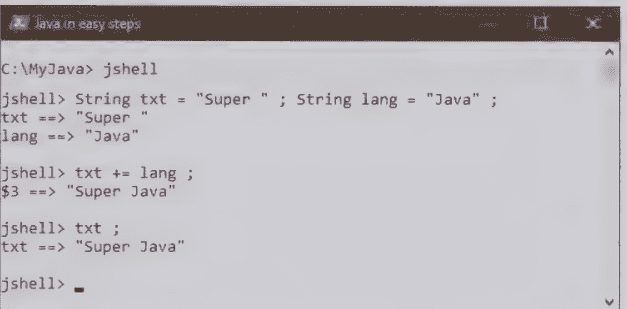 Java in easy steps
C:\MyJava> jshell
jshell> String txt = "Super " ; String lang = "Java" ;
txt ==> "Super "
lang ==> "Java"
jshell> txt += lang ;
$3 ==> "Super Java"
jshell> txt ;
txt ==> "Super Java"
jshell>